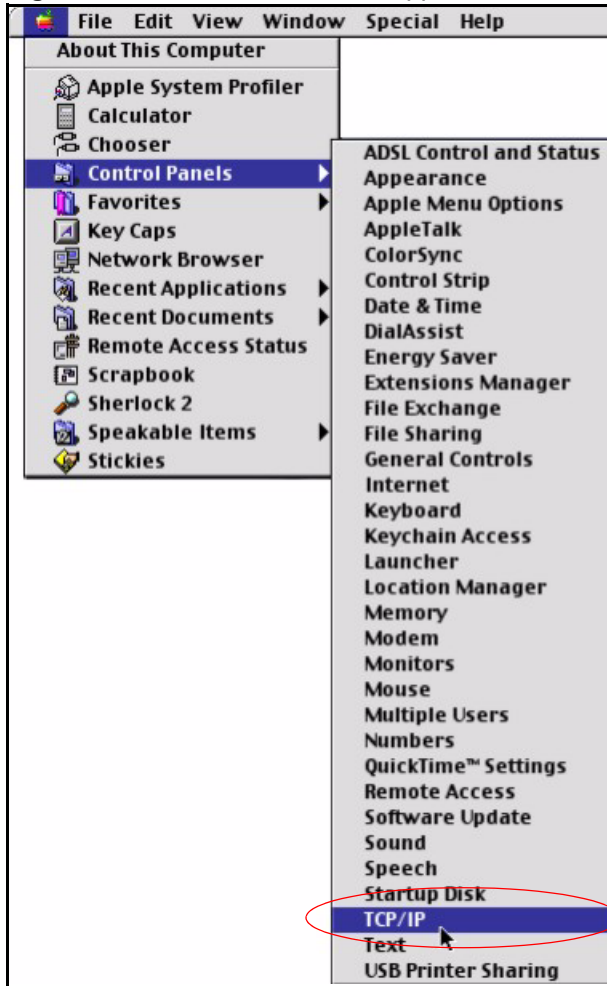 File Edit View Window Special Help
About This Computer
Apple System Profiler
Calculator
Chooser
Control Panels
Favorites
Key Caps
Network Browser
Recent Applications
Recent Documents
Remote Access Status
Scrapbook
Sherlock 2
Speakable Items
Stickies
ADSL Control and Status
Appearance
Apple Menu Options
AppleTalk
ColorSync
Control Strip
Date & Time
DialAssist
Energy Saver
Extensions Manager
File Exchange
File Sharing
General Controls
Internet
Keyboard
Keychain Access
Launcher
Location Manager
Memory
Modem
Monitors
Mouse
Multiple Users
Numbers
QuickTime™ Settings
Remote Access
Software Update
Sound
Speech
Startup Disk
TCP/IP
Text
USB Printer Sharing